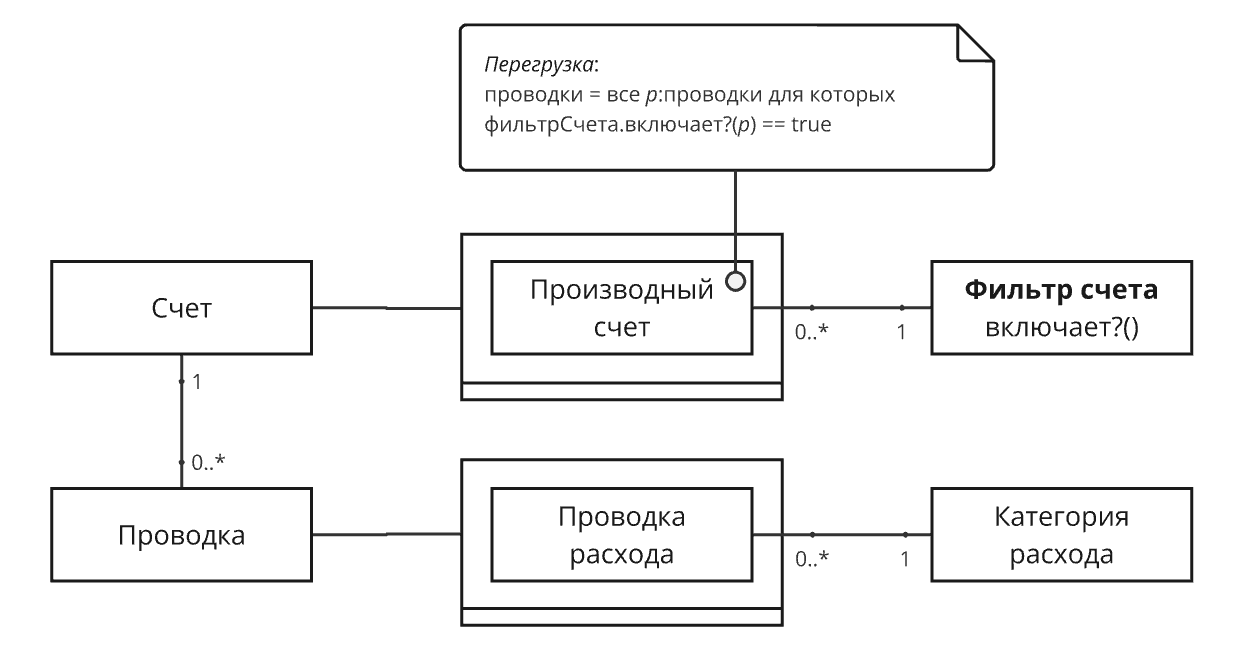 Перегрузка:
проводки = все p:проводки для которых
фильтрСчета.включает?(p) == true
Счет
Производный
счет
0..*
1
Фильтр счета
включает?()
1
0..*
Проводка
Проводка
расхода
0..*
1
Категория
расхода